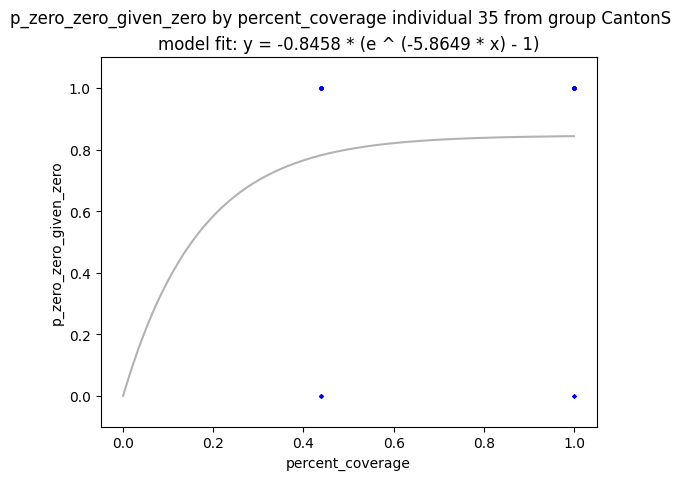 p_zero_zero_given_zero by percent_coverage individual 35 from group CantonS
model fit: y = -0.8458 * (e ^ (-5.8649 * x) - 1)
1.0
0.8
0.6
0.4
0.2
0.0
p_zero_zero_given_zero
0.0 0.2 0.4 0.6 0.8 1.0
percent_coverage